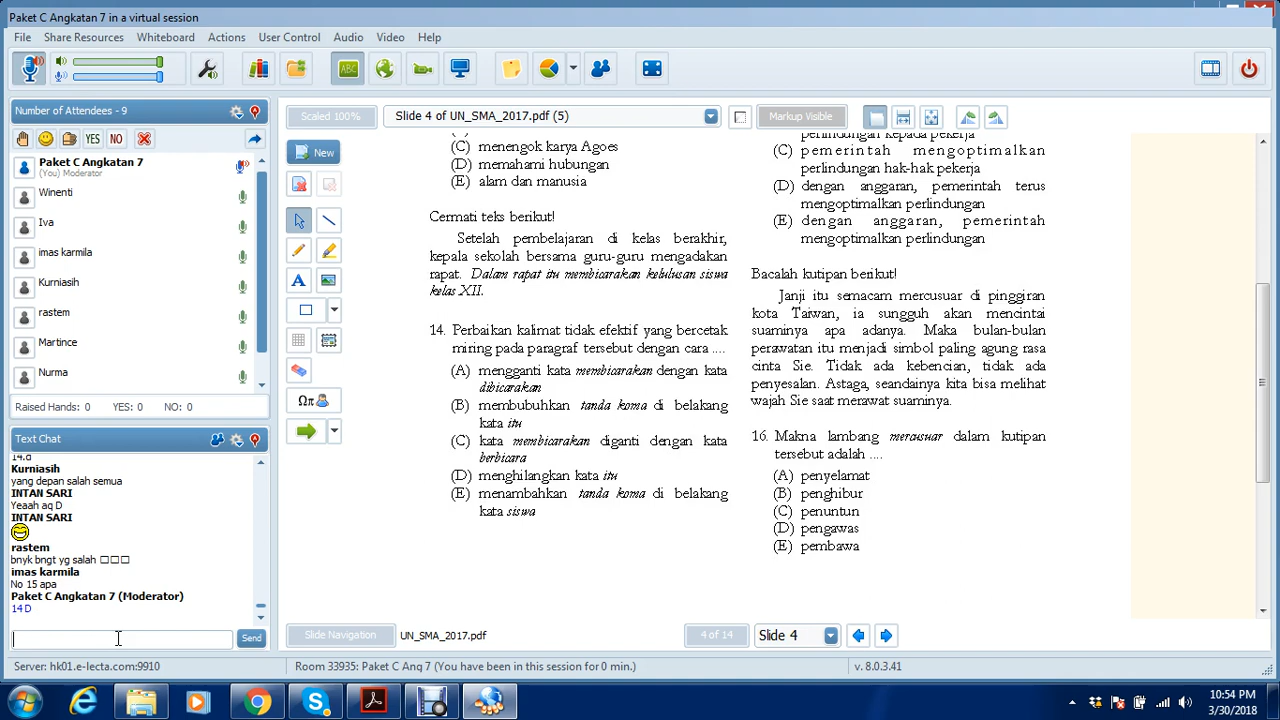 Paket C Angkatan 7 in a virtual session
File Share Resources Whiteboard Actions Window User Control Audio Video Help
Number of Attendees - 9
YES NO
Paket C Angkatan 7
(You) Moderator
Winenti
Iva
imas karmila
Kurniasih
rastem
Martince
Nurma
Raised Hands: 0 YES: 0 NO: 0
Text Chat
14.d
Kurniasih
yang depan salah semua
INTAN SARI
Yeaah aq D
INTAN SARI
rastem
bnyk bngt yg salah □□□
imas karmila
No 15 apa
Paket C Angkatan 7 (Moderator)
14 D
Send
Scaled 100%
Slide 4 of UN_SMA_2017.pdf (5)
Markup Visible
New
ABC
A
Ωπ
(C) menengok karya Agoes
(D) memahami hubungan
(E) alam dan manusia
Cermati teks berikut!
Setelah pembelajaran di kelas berakhir,
kepala sekolah bersama guru-guru mengadakan
rapat. Dalam rapat itu membicarakan kelulusan siswa
kelas XII.
14. Perbaikan kalimat tidak efektif yang bercetak
miring pada paragraf tersebut dengan cara ....
(A) mengganti kata membicarakan dengan kata
dibicarakan
(B) membubuhkan tanda koma di belakang
kata itu
(C) kata membicarakan diganti dengan kata
berbicara
(D) menghilangkan kata itu
(E) menambahkan tanda koma di belakang
kata siswa
perlindungan kepada pekerja
(C) pemerintah mengoptimalkan
perlindungan hak-hak pekerja
(D) dengan anggaran, pemerintah terus
mengoptimalkan perlindungan
(E) dengan anggaran, pemerintah
mengoptimalkan perlindungan
Bacalah kutipan berikut!
Janji itu semacam mercusuar di pinggiran
kota Taiwan, ia sungguh akan mencintai
suaminya apa adanya. Maka bulan-bulan
perawatan itu menjadi simbol paling agung rasa
cinta Sie. Tidak ada kebencian, tidak ada
penyesalan. Astaga, seandainya kita bisa melihat
wajah Sie saat merawat suaminya.
16. Makna lambang mercusuar dalam kutipan
tersebut adalah ....
(A) penyelamat
(B) penghibur
(C) penuntun
(D) pengawas
(E) pembawa
Slide Navigation UN_SMA_2017.pdf 4 of 14 Slide 4
Server: hk01.e-lecta.com:9910 Room 33935: Paket C Ang 7 (You have been in this session for 0 min.) v. 8.0.3.41
10:54 PM
3/30/2018